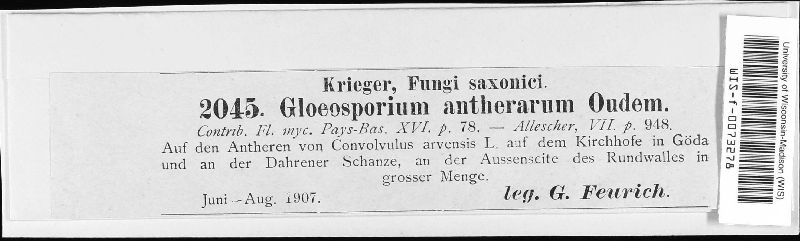 Krieger, Fungi saxonici.
2045. Gloeosporium antherarum Oudem.
Contrib. Fl. myc. Pays-Bas. XVI. p. 78. — Allescher, VII. p. 948.
Auf den Antheren von Convolvulus arvensis L. auf dem Kirchhofe in Göda
und an der Dahrener Schanze, an der Aussenseite des Rundwalles in
grosser Menge.
Juni – Aug. 1907.
leg. G. Feurich.
University of Wisconsin-Madison (WIS)
WIS-f-0073278